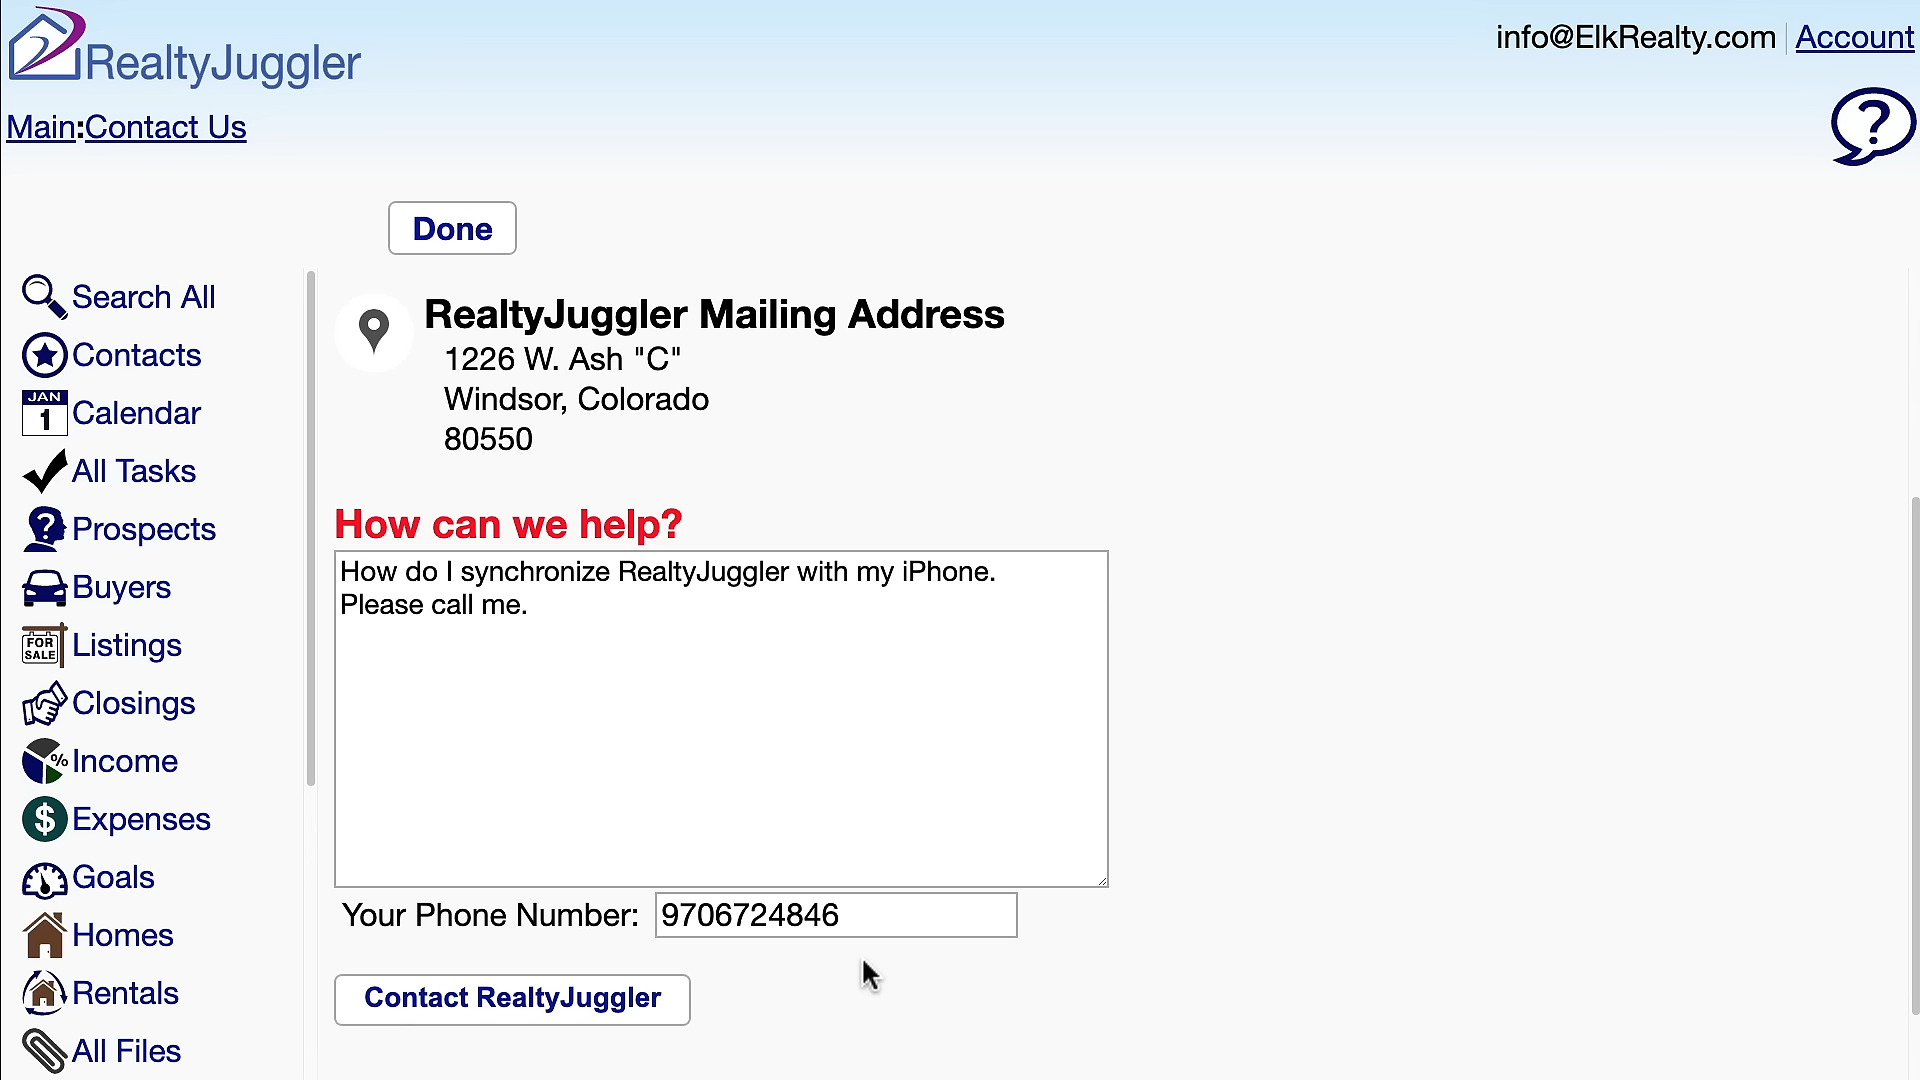 RealtyJuggler
info@ElkRealty.com Account
Main:Contact Us
?
Done
Search All
Contacts
JAN
1
Calendar
All Tasks
?
Prospects
Buyers
FOR
SALE
Listings
Closings
%
Income
$
Expenses
Goals
Homes
Rentals
All Files
RealtyJuggler Mailing Address
1226 W. Ash "C"
Windsor, Colorado
80550
How can we help?
How do I synchronize RealtyJuggler with my iPhone.
Please call me.
Your Phone Number: 9706724846
Contact RealtyJuggler